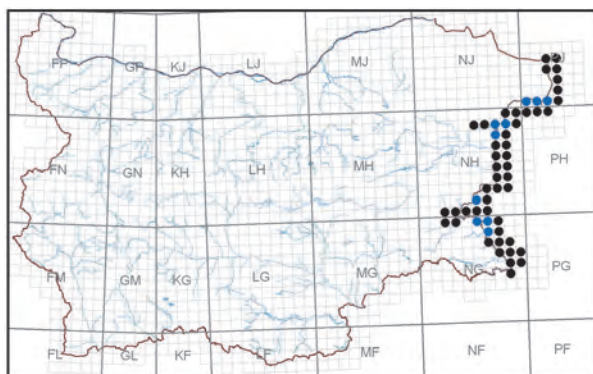 FP GP KJ LJ MJ NJ PJ
FN GN KH LH MH NH PH
FM GM KG LG MG NG PG
FL GL KF LF MF NF PF